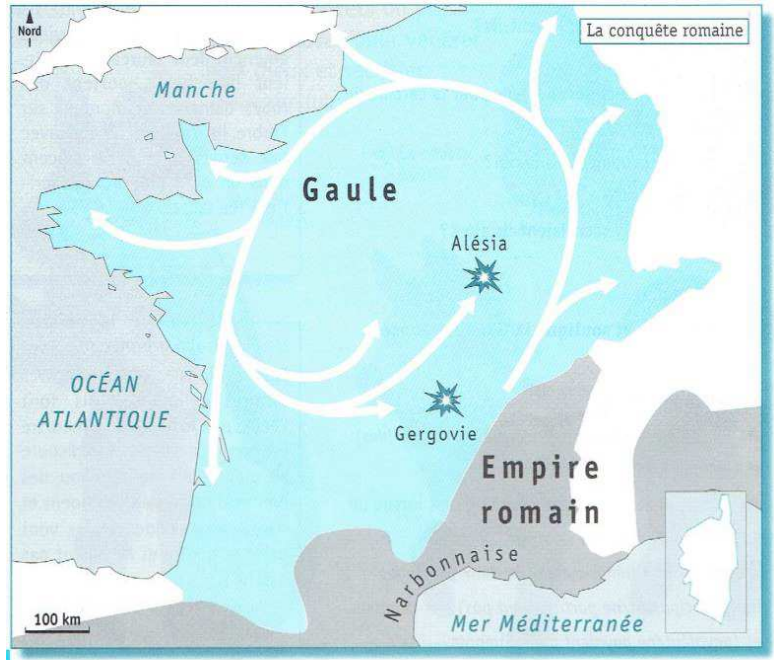 Nord
La conquête romaine
Manche
Gaule
Alésia
OCÉAN
ATLANTIQUE
Gergovie
Empire
romain
Narbonnaise
100 km
Mer Méditerranée